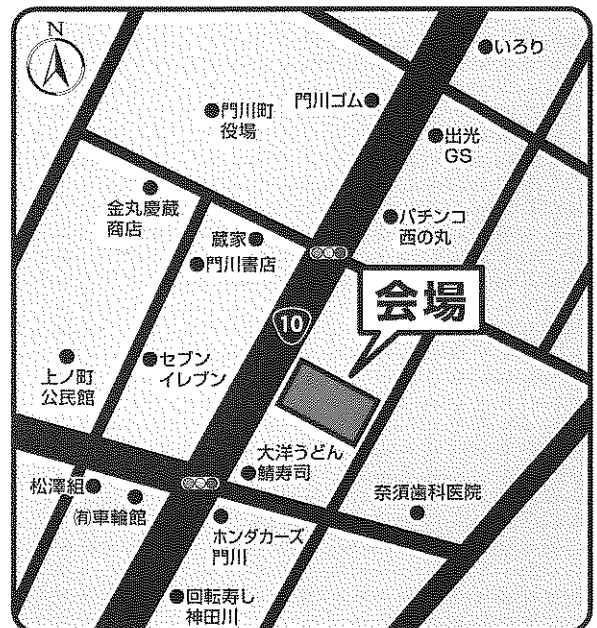 N
いろり
門川ゴム
門川町
役場
出光
GS
金丸慶蔵
商店
パチンコ
西の丸
蔵家
門川書店
会場
10
セブン
イレブン
上ノ町
公民館
大洋うどん
鯖寿司
松澤組
㈲車輪館
奈須歯科医院
ホンダカーズ
門川
回転寿し
神田川